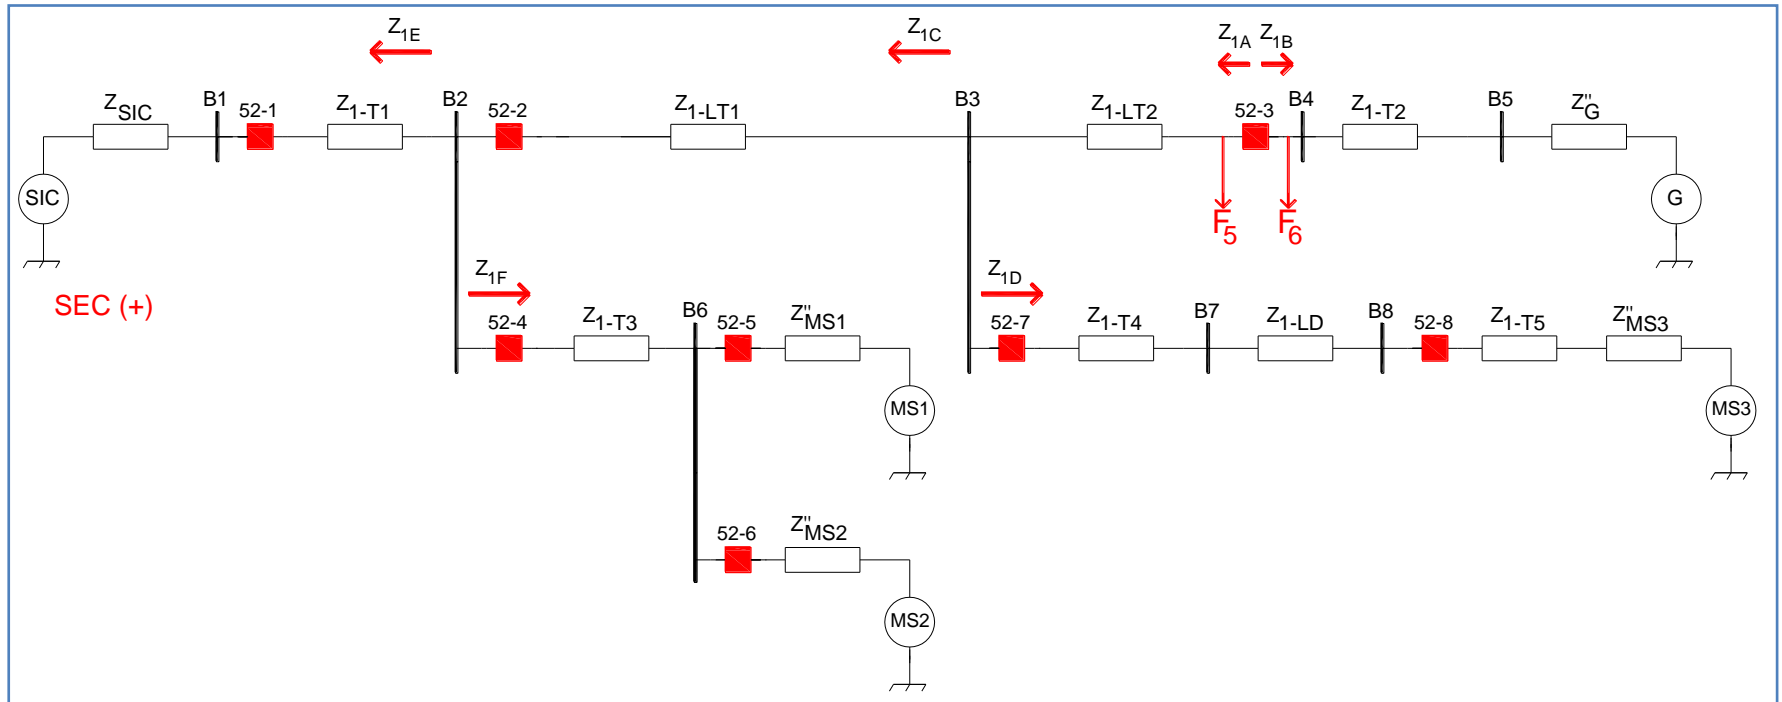 Z1E Z1C Z1A Z1B
ZSIC B1 52-1 Z1-T1 B2 52-2 Z1-LT1 B3 Z1-LT2 52-3 B4 Z1-T2 B5 Z"G
SIC G
F5 F6
Z1F Z1D
SEC (+)
52-4 Z1-T3 B6 52-5 Z"MS1 52-7 Z1-T4 B7 Z1-LD B8 52-8 Z1-T5 Z"MS3
MS1 MS3
52-6 Z"MS2
MS2